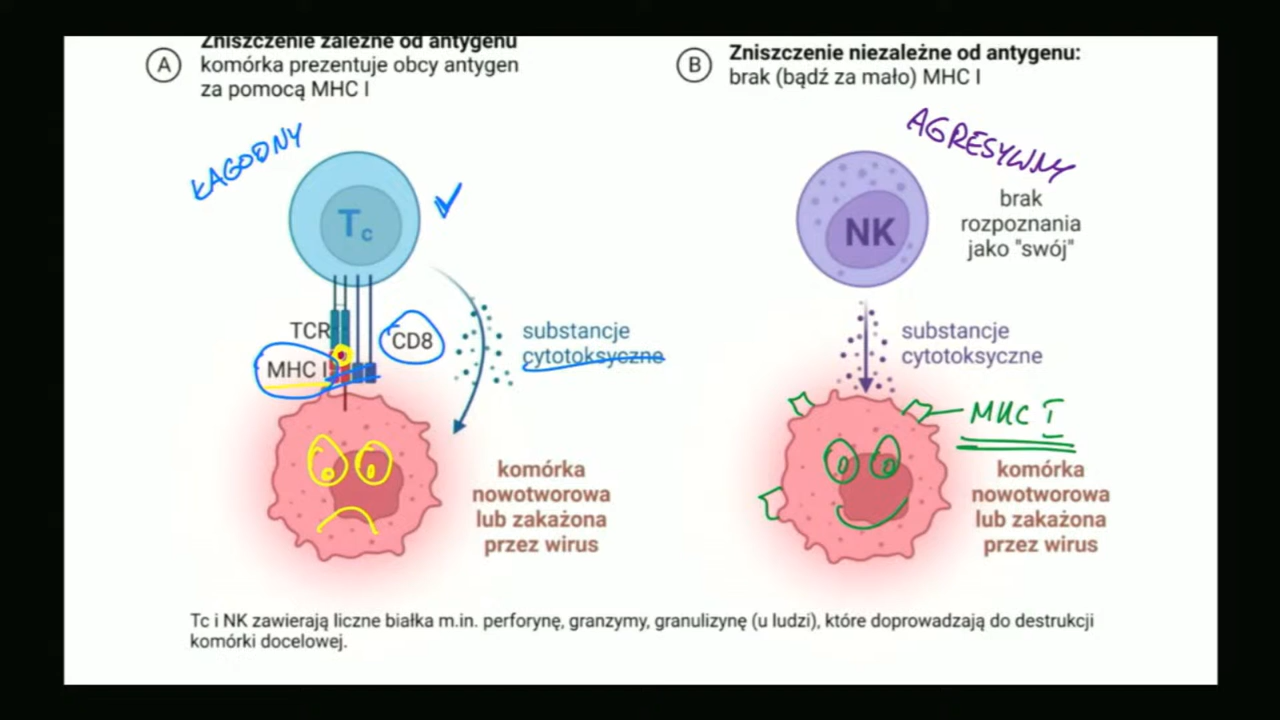 A
Zniszczenie zależne od antygenu
komórka prezentuje obcy antygen
za pomocą MHC I
ŁAGODNY
Tc
TCR
CD8
MHC I
substancje
cytotoksyczne
komórka
nowotworowa
lub zakażona
przez wirus
B
Zniszczenie niezależne od antygenu:
brak (bądź za mało) MHC I
AGRESYWNY
NK
brak
rozpoznania
jako "swój"
substancje
cytotoksyczne
MHC I
komórka
nowotworowa
lub zakażona
przez wirus
Tc i NK zawierają liczne białka m.in. perforynę, granzymy, granulizynę (u ludzi), które doprowadzają do destrukcji
komórki docelowej.